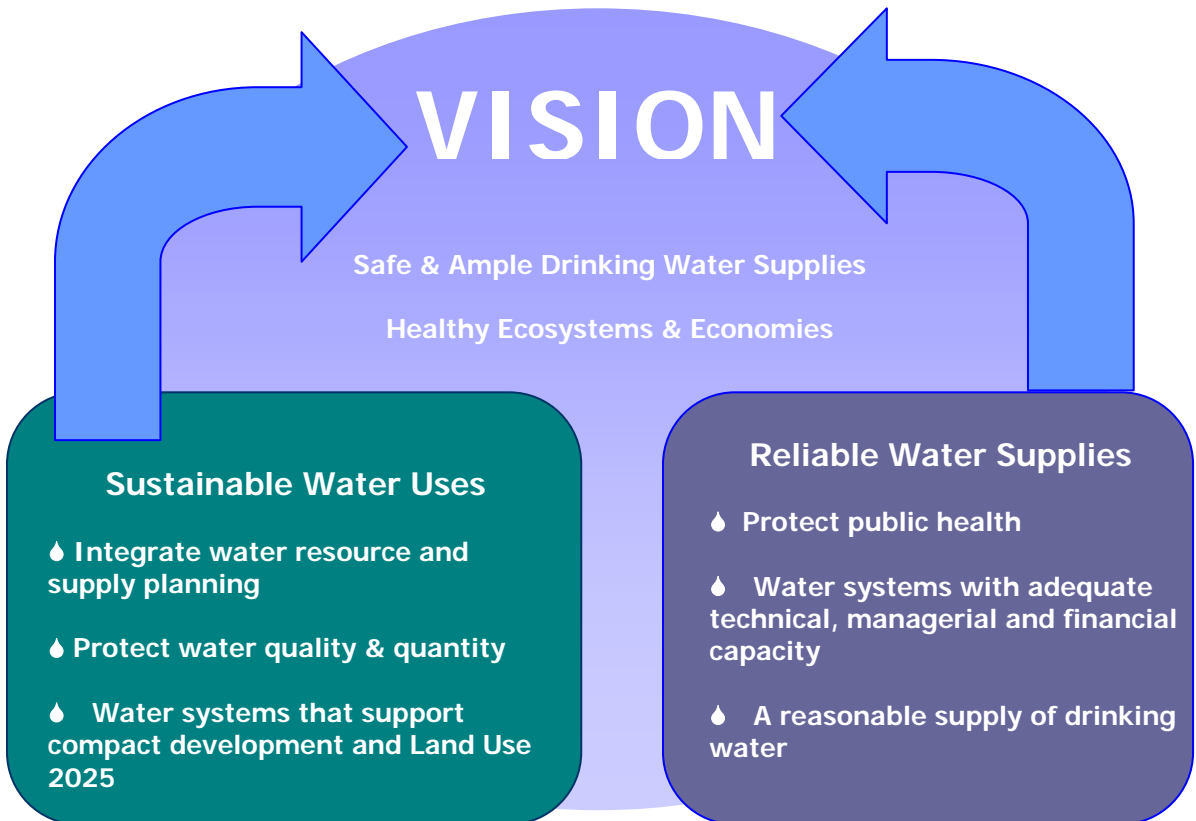 VISION
Safe & Ample Drinking Water Supplies
Healthy Ecosystems & Economies
Sustainable Water Uses
Integrate water resource and
supply planning
Protect water quality & quantity
Water systems that support
compact development and Land Use
2025
Reliable Water Supplies
Protect public health
Water systems with adequate
technical, managerial and financial
capacity
A reasonable supply of drinking
water